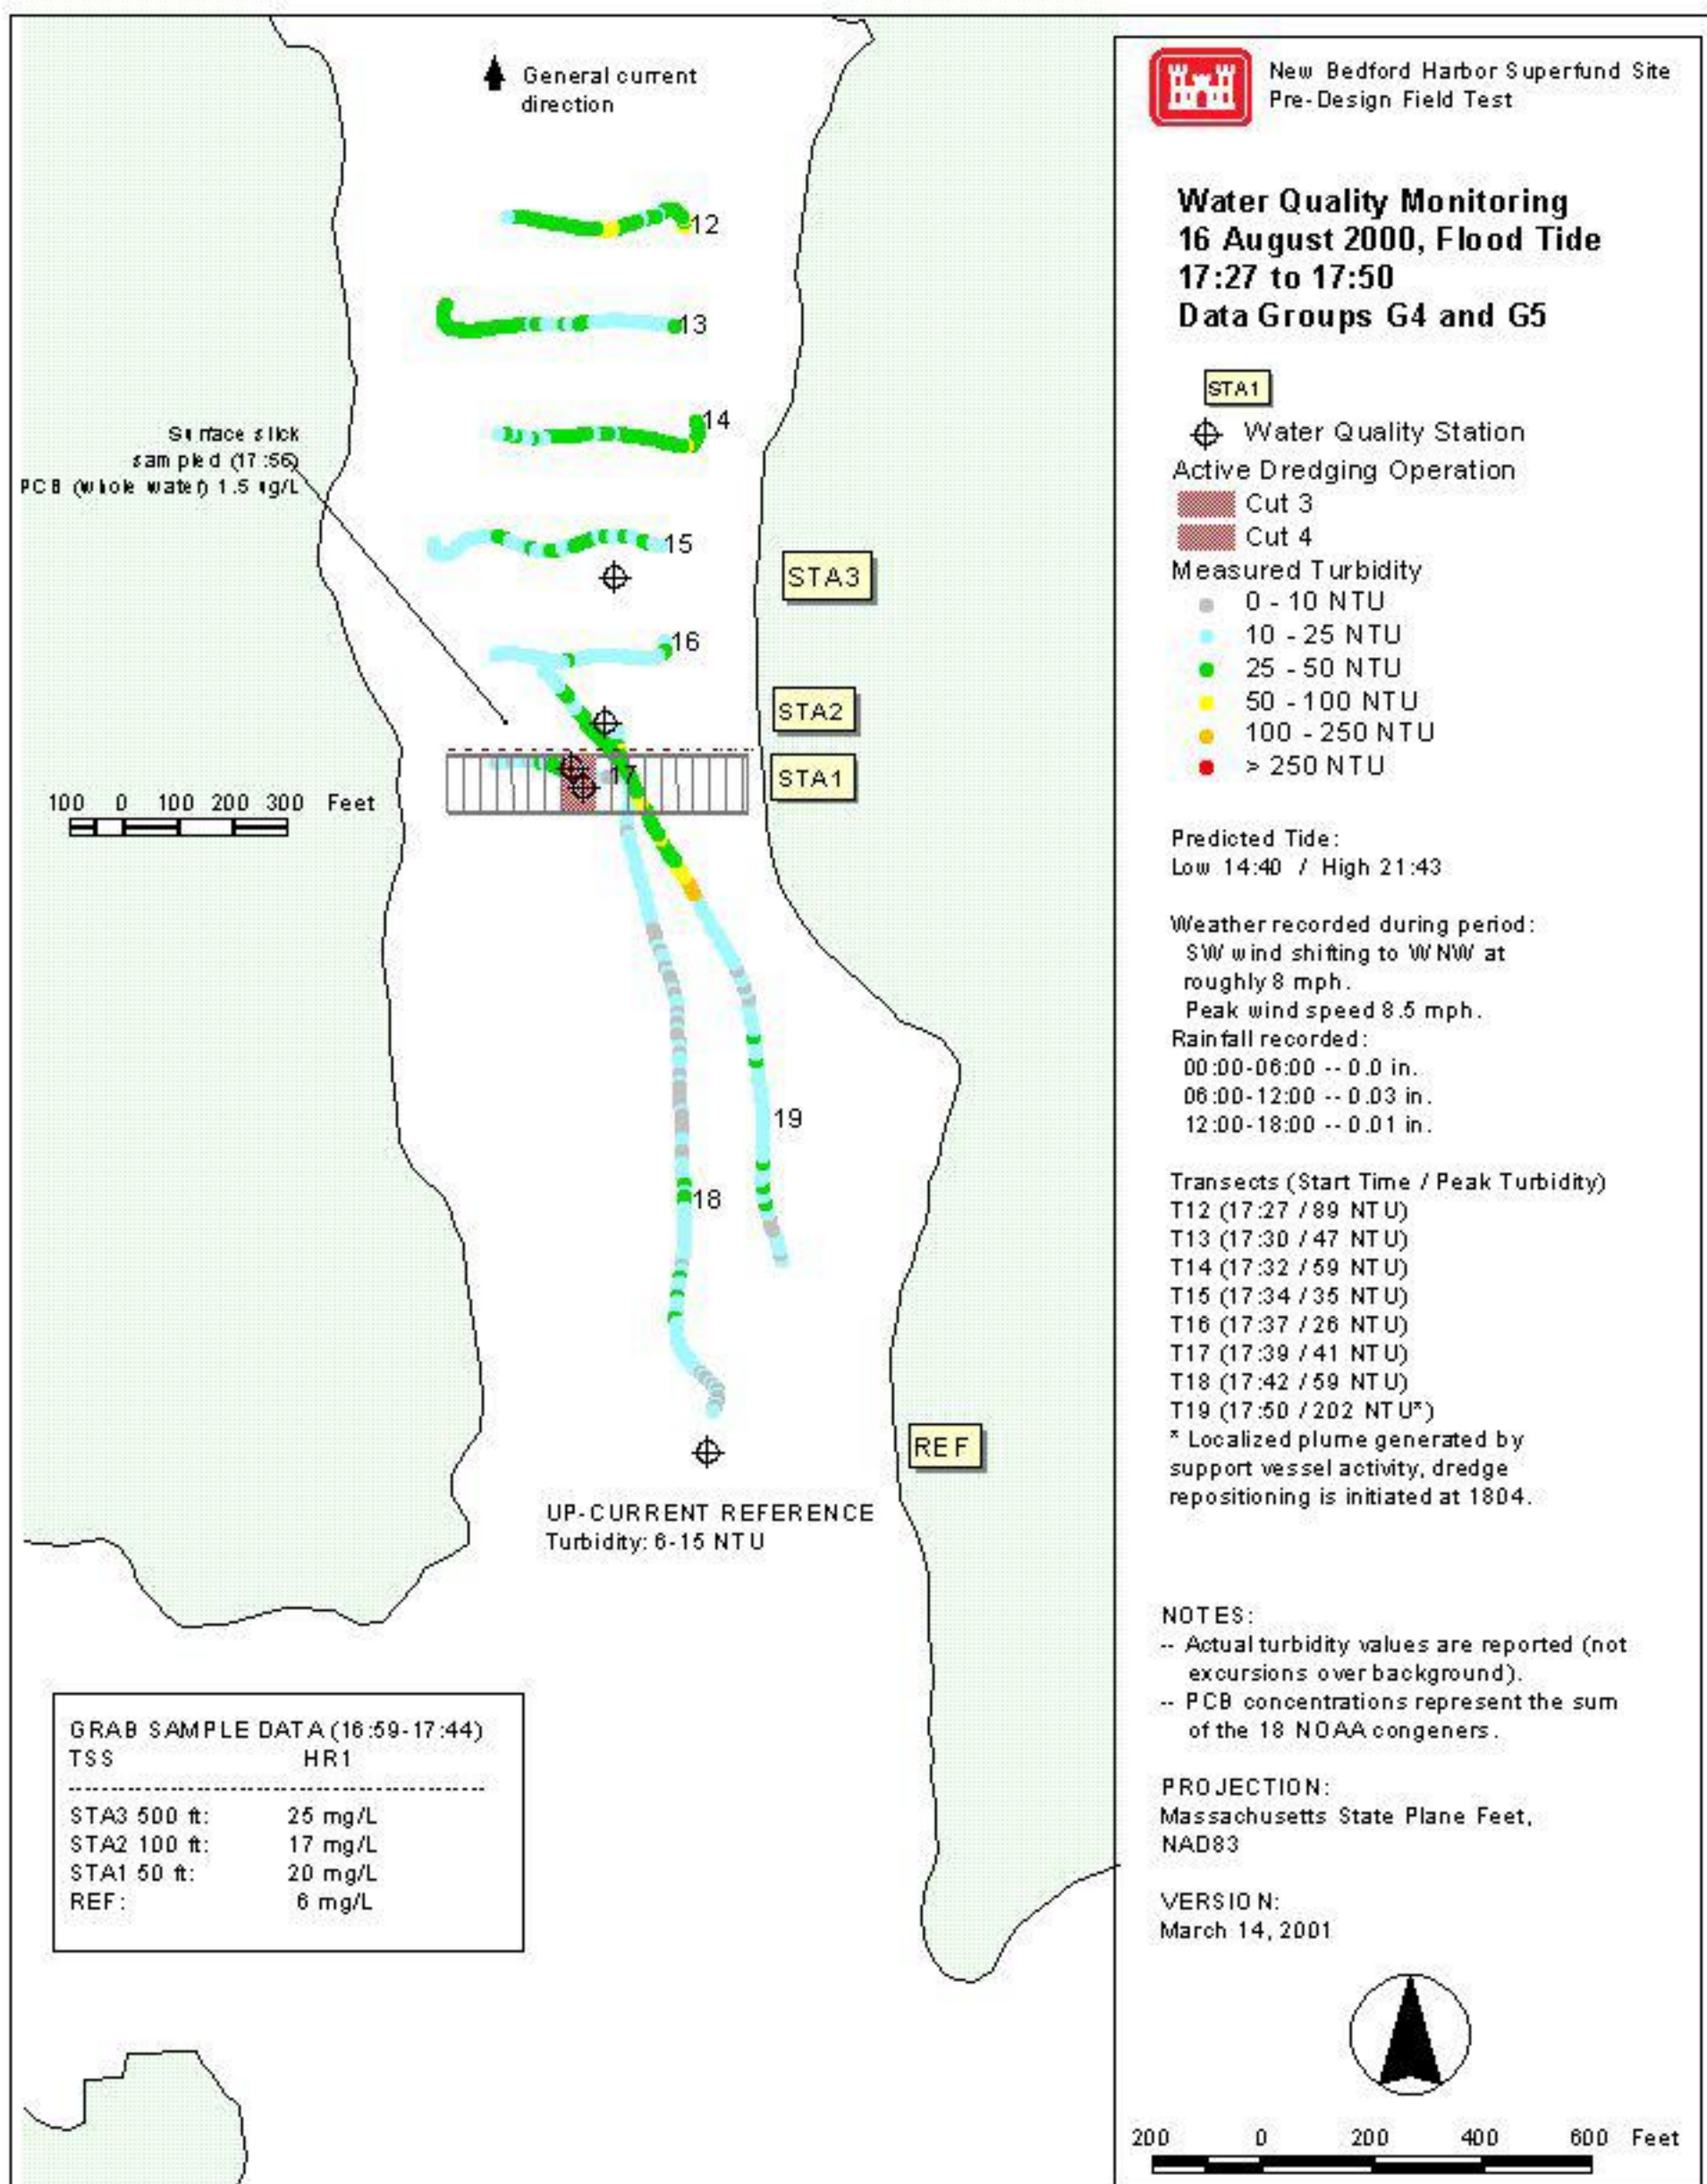 General current
direction
12
13
14
Surface slick
sampled (17:56)
PCB (whole water) 1.5 ug/L
15
STA3
16
STA2
17
STA1
100 0 100 200 300 Feet
19
18
REF
UP-CURRENT REFERENCE
Turbidity: 6-15 NTU
GRAB SAMPLE DATA (16:59-17:44)
TSS HR1
----------------------------------------
STA3 500 ft: 25 mg/L
STA2 100 ft: 17 mg/L
STA1 50 ft: 20 mg/L
REF: 6 mg/L
New Bedford Harbor Superfund Site
Pre-Design Field Test
Water Quality Monitoring
16 August 2000, Flood Tide
17:27 to 17:50
Data Groups G4 and G5
STA1
Water Quality Station
Active Dredging Operation
Cut 3
Cut 4
Measured Turbidity
0 - 10 NTU
10 - 25 NTU
25 - 50 NTU
50 - 100 NTU
100 - 250 NTU
> 250 NTU
Predicted Tide:
Low 14:40 / High 21:43
Weather recorded during period:
SW wind shifting to WNW at
roughly 8 mph.
Peak wind speed 8.5 mph.
Rainfall recorded:
00:00-06:00 -- 0.0 in.
06:00-12:00 -- 0.03 in.
12:00-18:00 -- 0.01 in.
Transects (Start Time / Peak Turbidity)
T12 (17:27 / 89 NTU)
T13 (17:30 / 47 NTU)
T14 (17:32 / 59 NTU)
T15 (17:34 / 35 NTU)
T16 (17:37 / 26 NTU)
T17 (17:39 / 41 NTU)
T18 (17:42 / 59 NTU)
T19 (17:50 / 202 NTU*)
* Localized plume generated by
support vessel activity, dredge
repositioning is initiated at 1804.
NOTES:
-- Actual turbidity values are reported (not
excursions over background).
-- PCB concentrations represent the sum
of the 18 NOAA congeners.
PROJECTION:
Massachusetts State Plane Feet,
NAD83
VERSION:
March 14, 2001
200 0 200 400 600 Feet